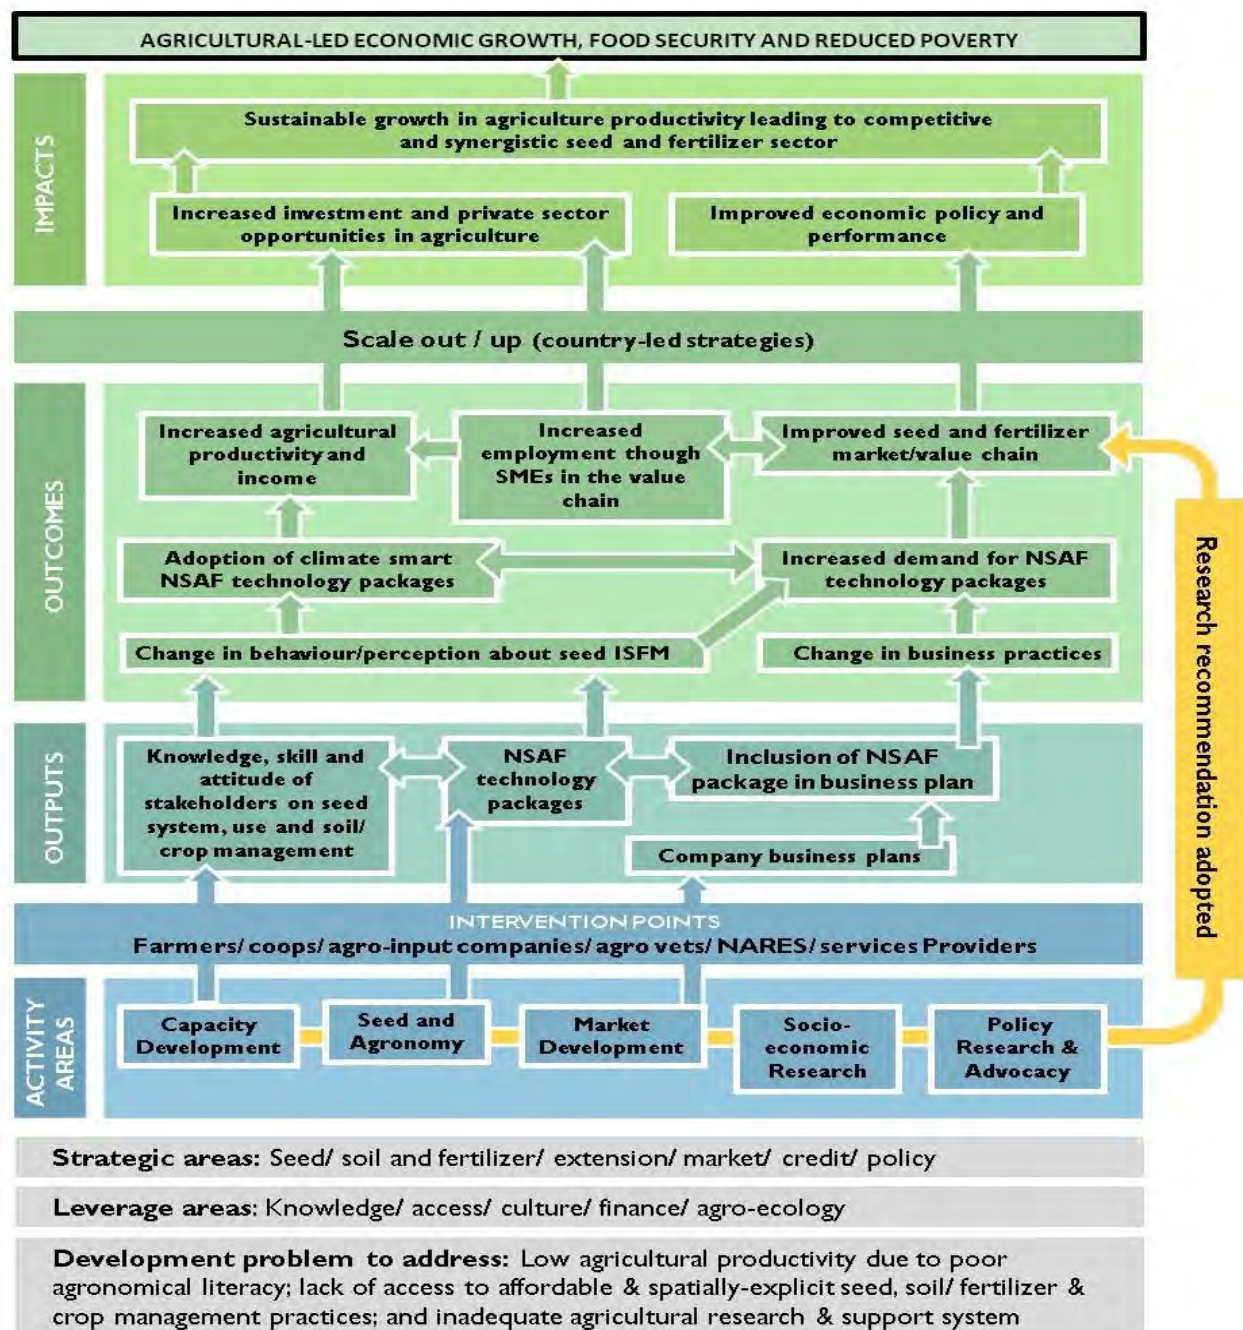 AGRICULTURAL-LED ECONOMIC GROWTH, FOOD SECURITY AND REDUCED POVERTY
IMPACTS
Sustainable growth in agriculture productivity leading to competitive
and synergistic seed and fertilizer sector
Increased investment and private sector
opportunities in agriculture
Improved economic policy and
performance
Scale out / up (country-led strategies)
OUTCOMES
Increased agricultural
productivity and
income
Increased
employment though
SMEs in the value
chain
Improved seed and fertilizer
market/value chain
Adoption of climate smart
NSAF technology packages
Increased demand for NSAF
technology packages
Change in behaviour/perception about seed ISFM
Change in business practices
Research recommendation adopted
OUTPUTS
Knowledge, skill and
attitude of
stakeholders on seed
system, use and soil/
crop management
NSAF
technology
packages
Inclusion of NSAF
package in business plan
Company business plans
INTERVENTION POINTS
Farmers/ coops/ agro-input companies/ agro vets/ NARES/ services Providers
ACTIVITY
AREAS
Capacity
Development
Seed and
Agronomy
Market
Development
Socio-
economic
Research
Policy
Research &
Advocacy
Strategic areas: Seed/ soil and fertilizer/ extension/ market/ credit/ policy
Leverage areas: Knowledge/ access/ culture/ finance/ agro-ecology
Development problem to address: Low agricultural productivity due to poor
agronomical literacy; lack of access to affordable & spatially-explicit seed, soil/ fertilizer &
crop management practices; and inadequate agricultural research & support system